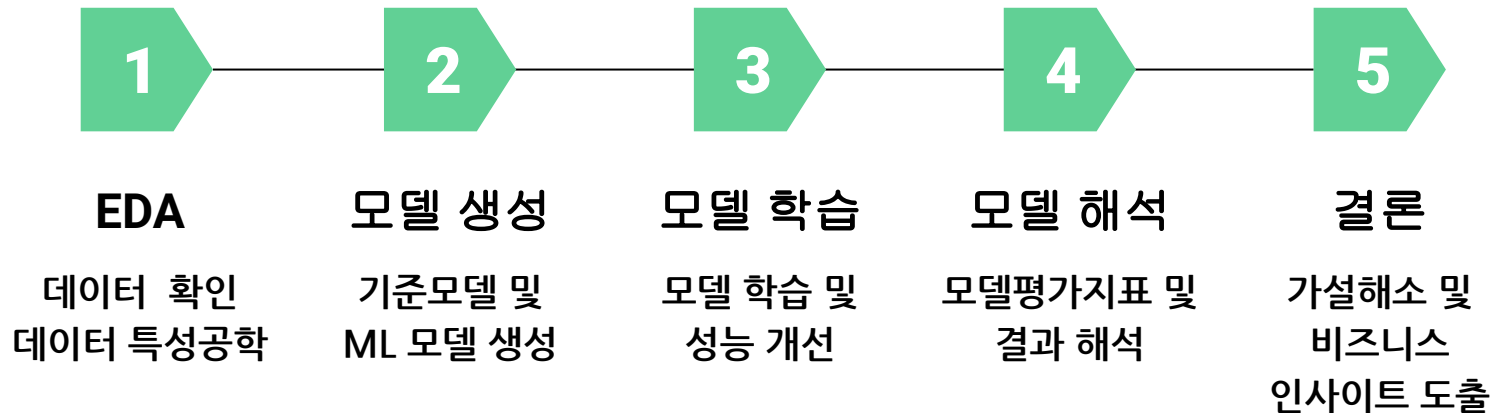 1
2
3
4
5
EDA
모델 생성
모델 학습
모델 해석
결론
데이터 확인
데이터 특성공학
기준모델 및
ML 모델 생성
모델 학습 및
성능 개선
모델평가지표 및
결과 해석
가설해소 및
비즈니스
인사이트 도출